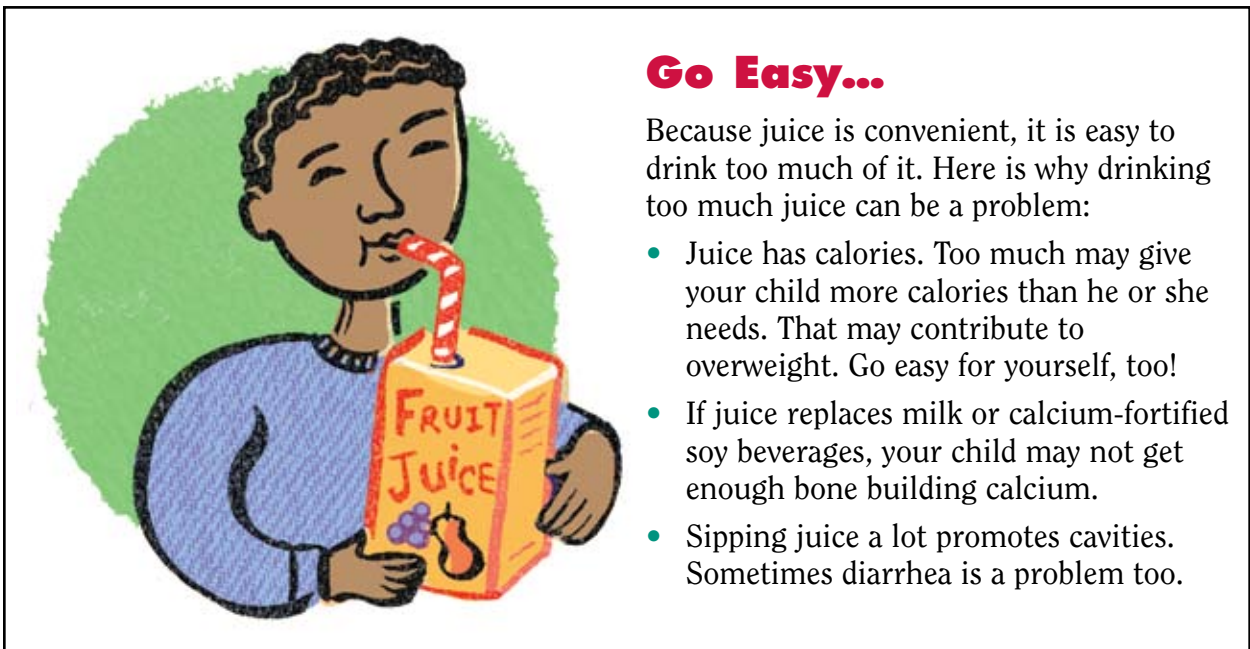 Go Easy...
Because juice is convenient, it is easy to
drink too much of it. Here is why drinking
too much juice can be a problem:
• Juice has calories. Too much may give
your child more calories than he or she
needs. That may contribute to
overweight. Go easy for yourself, too!
• If juice replaces milk or calcium-fortified
soy beverages, your child may not get
enough bone building calcium.
• Sipping juice a lot promotes cavities.
Sometimes diarrhea is a problem too.
FRUIT
JUiCE